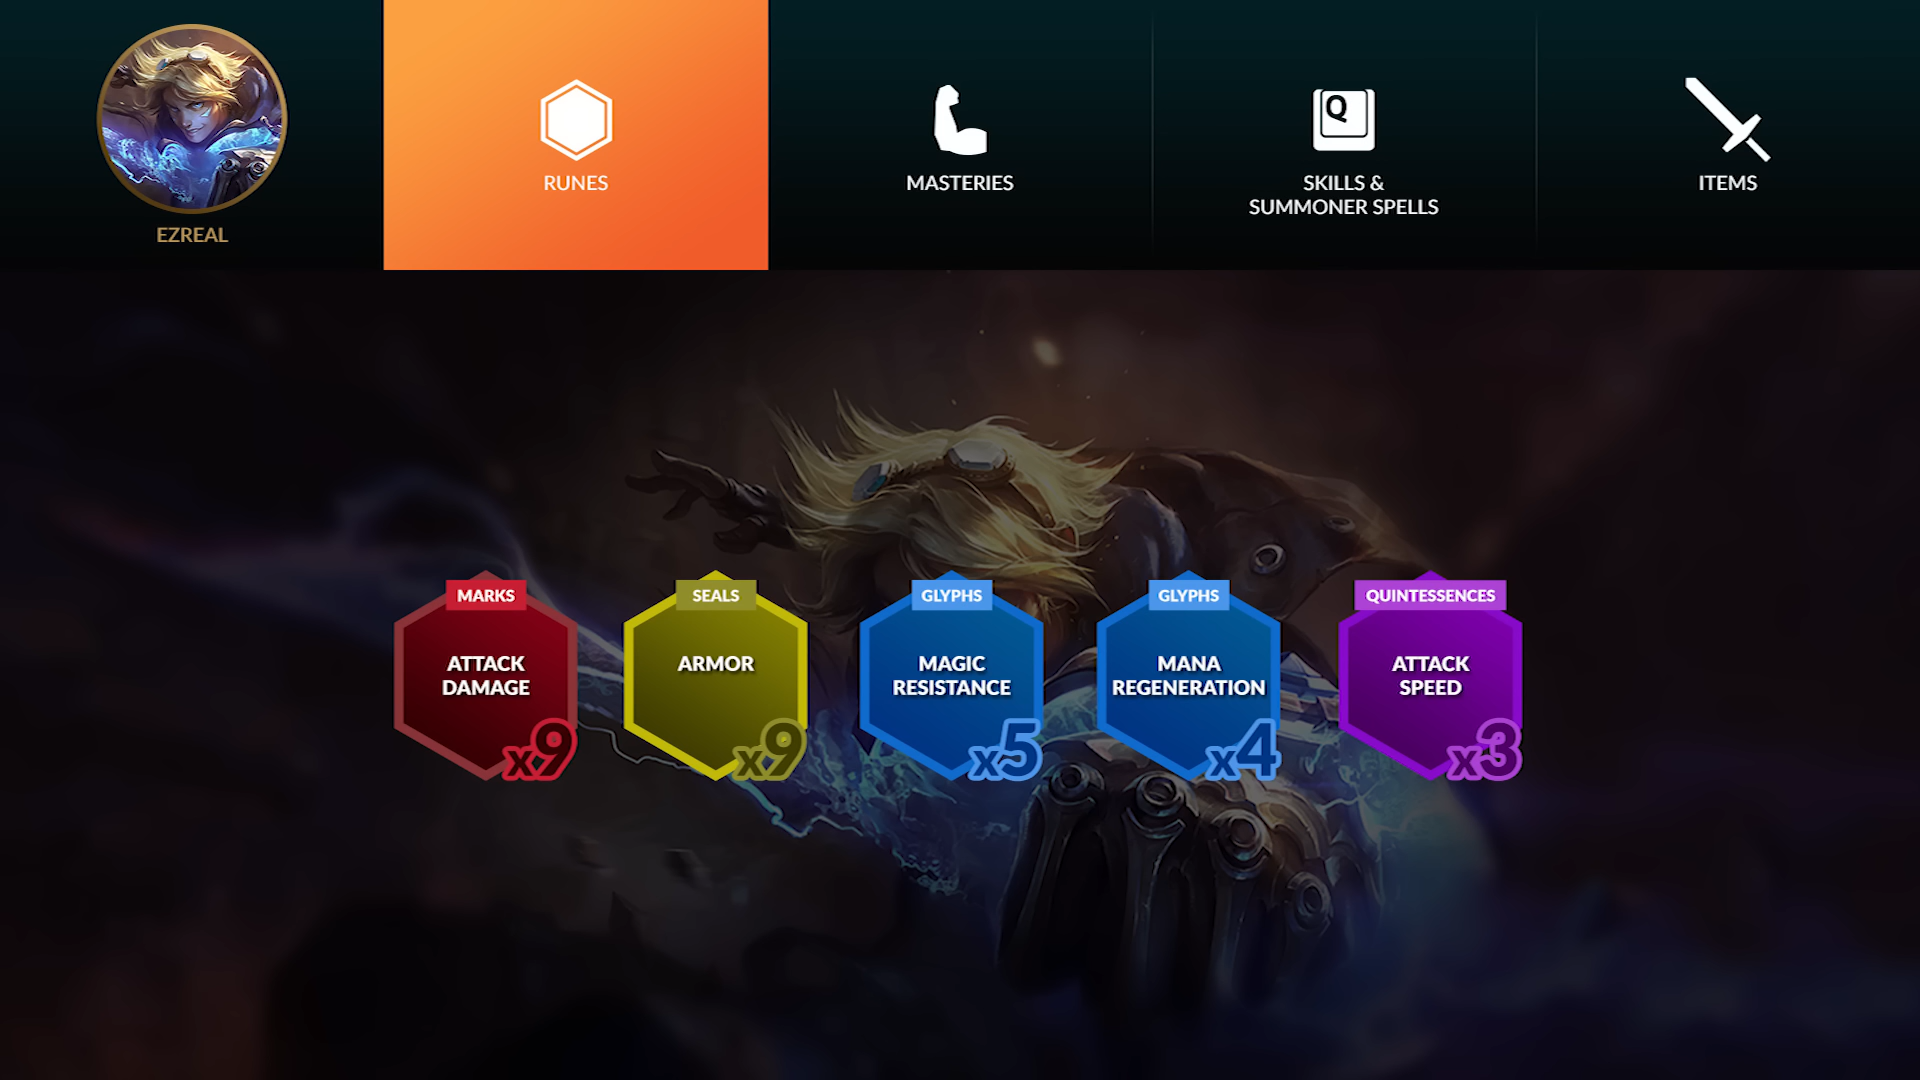 EZREAL
RUNES
MASTERIES
Q
SKILLS &
SUMMONER SPELLS
ITEMS
MARKS
ATTACK
DAMAGE
x9
SEALS
ARMOR
x9
GLYPHS
MAGIC
RESISTANCE
x5
GLYPHS
MANA
REGENERATION
x4
QUINTESSENCES
ATTACK
SPEED
x3